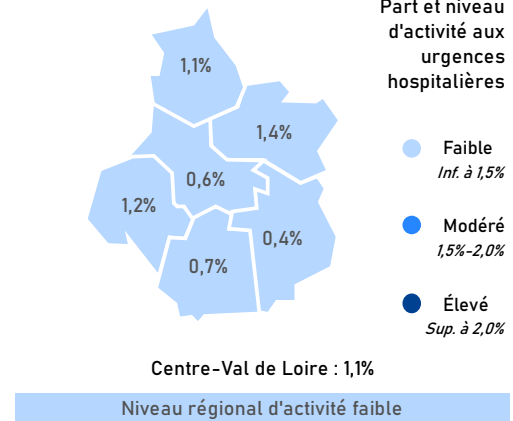 Part et niveau
d'activité aux
urgences
hospitalières
1,1%
1,4%
0,6%
1,2%
0,4%
0,7%
Faible
Inf. à 1,5%
Modéré
1,5%-2,0%
Élevé
Sup. à 2,0%
Centre-Val de Loire : 1,1%
Niveau régional d'activité faible